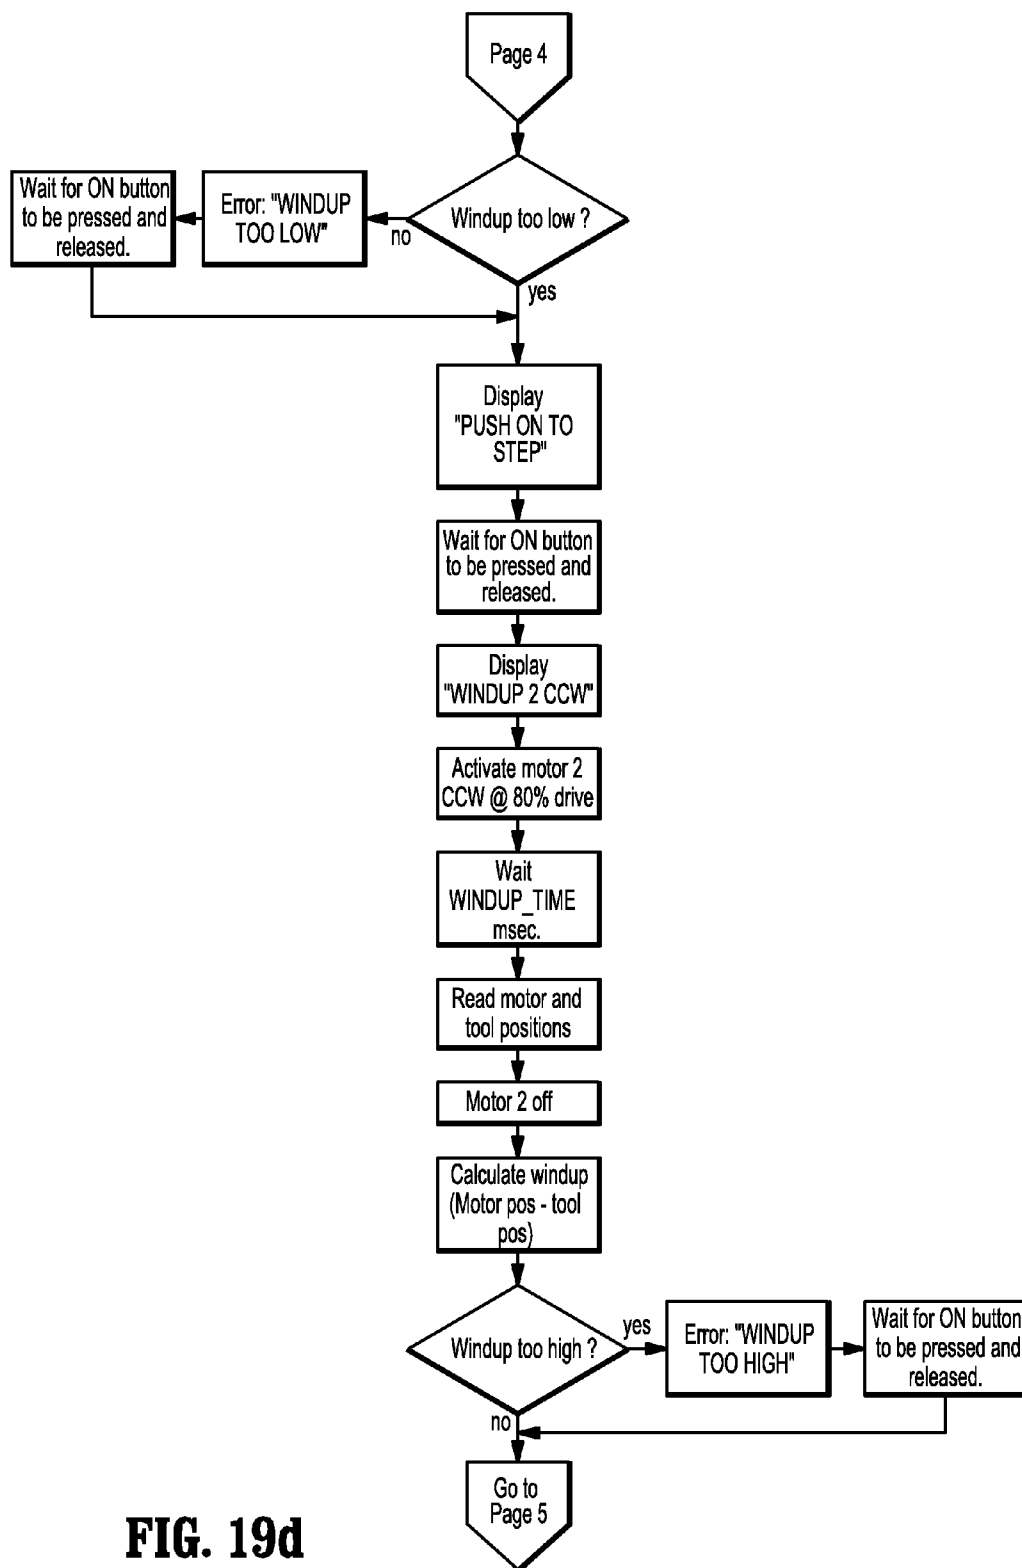 Page 4
Windup too low ?
no
yes
Error: "WINDUP
TOO LOW"
Wait for ON button
to be pressed and
released.
Display
"PUSH ON TO
STEP"
Wait for ON button
to be pressed and
released.
Display
"WINDUP 2 CCW"
Activate motor 2
CCW @ 80% drive
Wait
WINDUP_TIME
msec.
Read motor and
tool positions
Motor 2 off
Calculate windup
(Motor pos - tool
pos)
Windup too high ?
yes
Error: "WINDUP
TOO HIGH"
Wait for ON button
to be pressed and
released.
no
Go to
Page 5
FIG. 19d